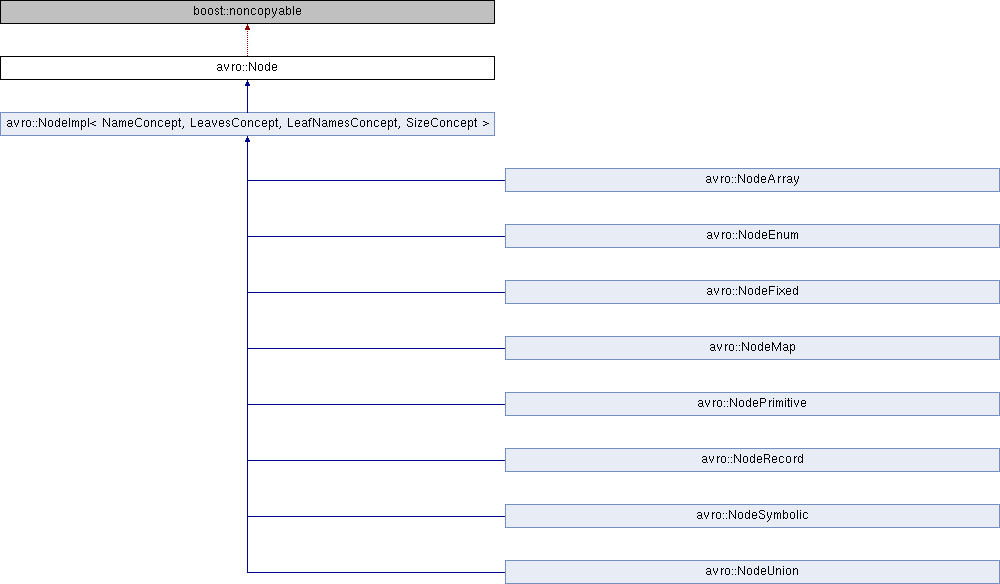 boost::noncopyable
avro::Node
avro::NodeImpl< NameConcept, LeavesConcept, LeafNamesConcept, SizeConcept >
avro::NodeArray
avro::NodeEnum
avro::NodeFixed
avro::NodeMap
avro::NodePrimitive
avro::NodeRecord
avro::NodeSymbolic
avro::NodeUnion